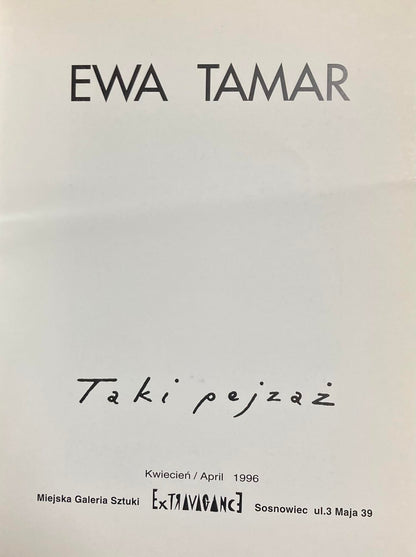 EWA TAMAR
Taki pejzaż
Kwiecień / April 1996
Miejska Galeria Sztuki ExTRAVAGANCE Sosnowiec ul.3 Maja 39